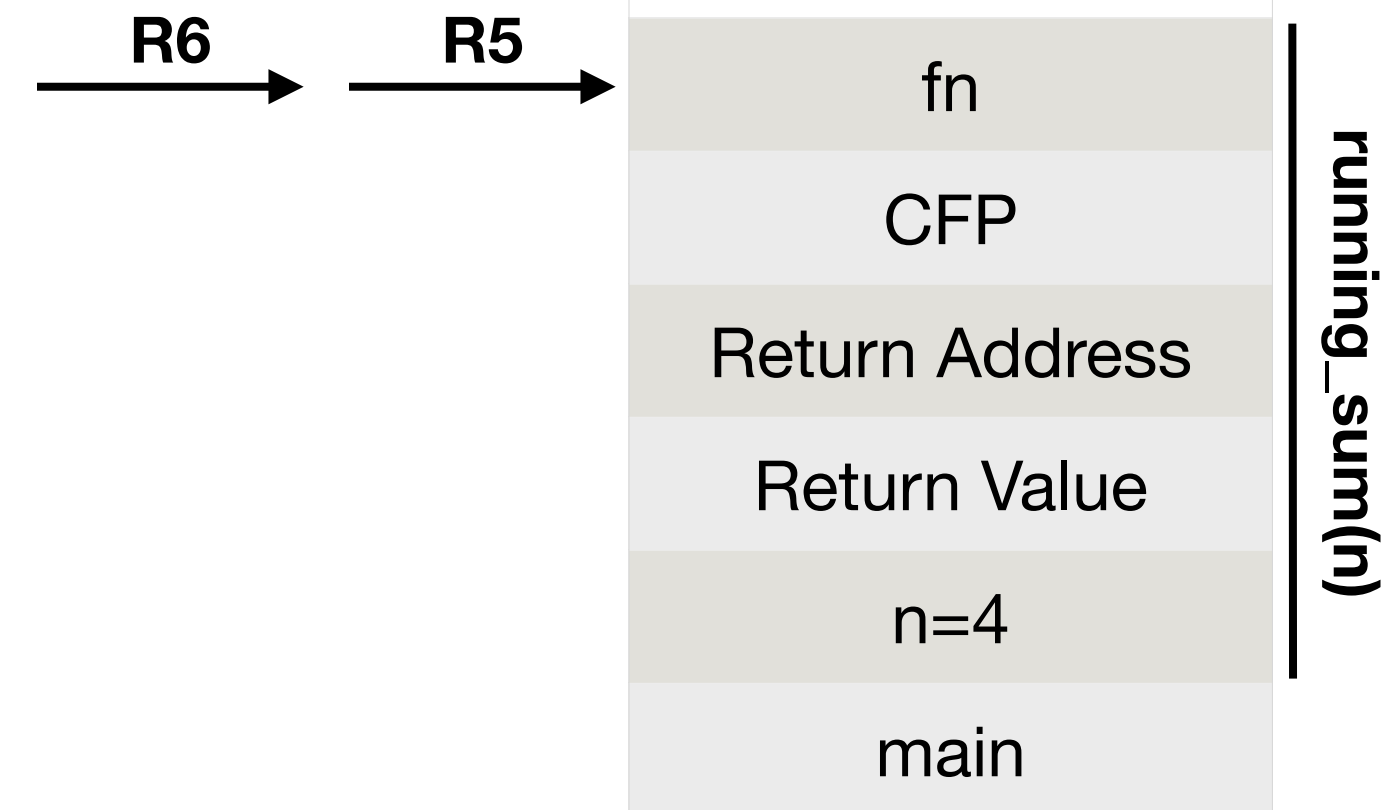 R6
R5
fn
CFP
Return Address
Return Value
n=4
main
running_sum(n)